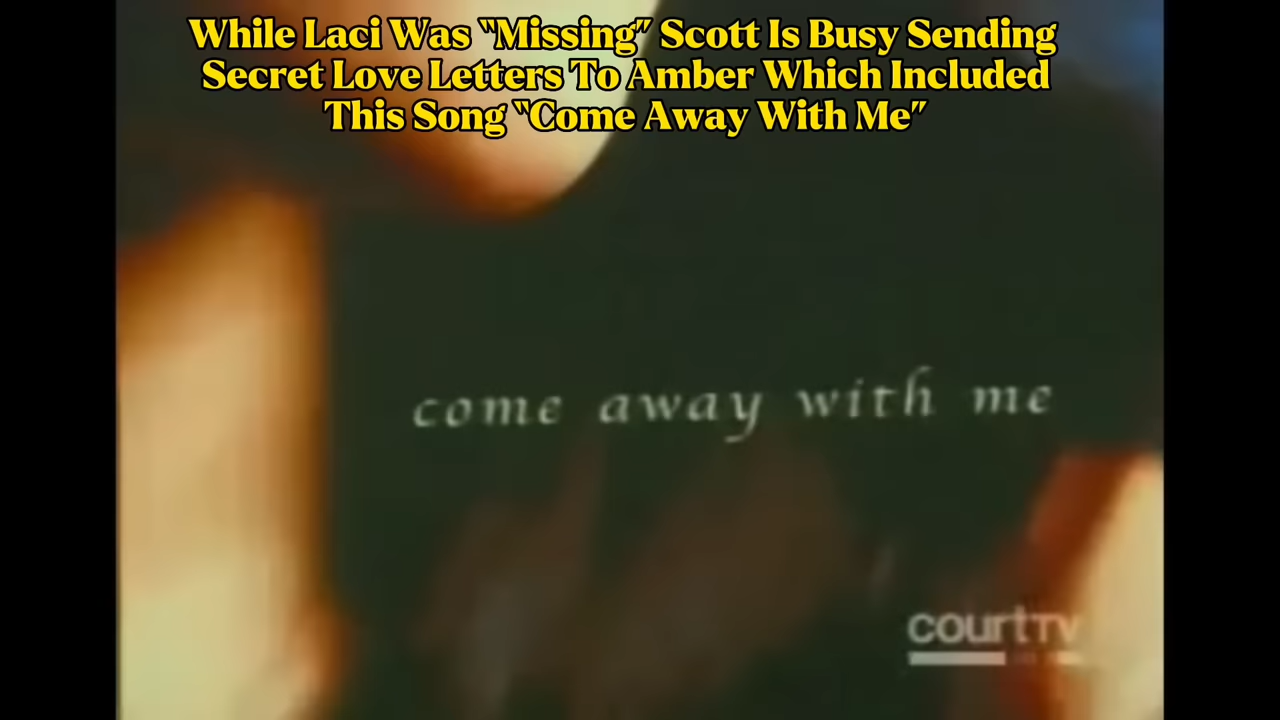 While Laci Was “Missing” Scott Is Busy Sending
Secret Love Letters To Amber Which Included
This Song “Come Away With Me”
come away with me
courtTV